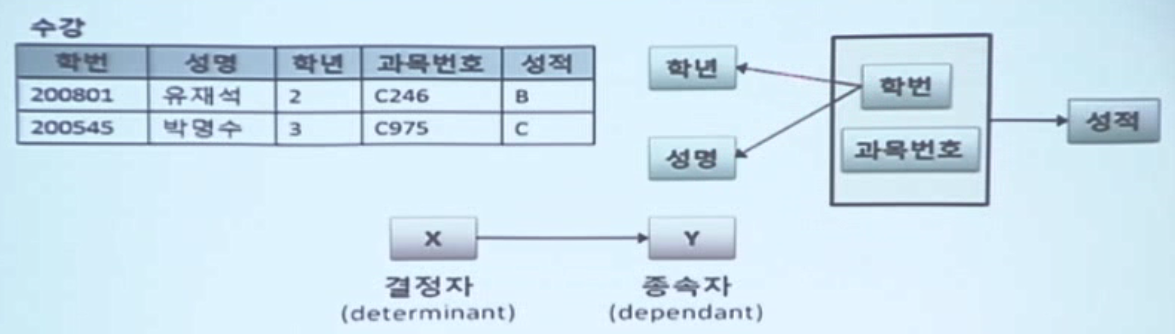 수강
학번 성명 학년 과목번호 성적
200801 유재석 2 C246 B
200545 박명수 3 C975 C
학년
성명
학번
과목번호
성적
X Y
결정자 종속자
(determinant) (dependant)